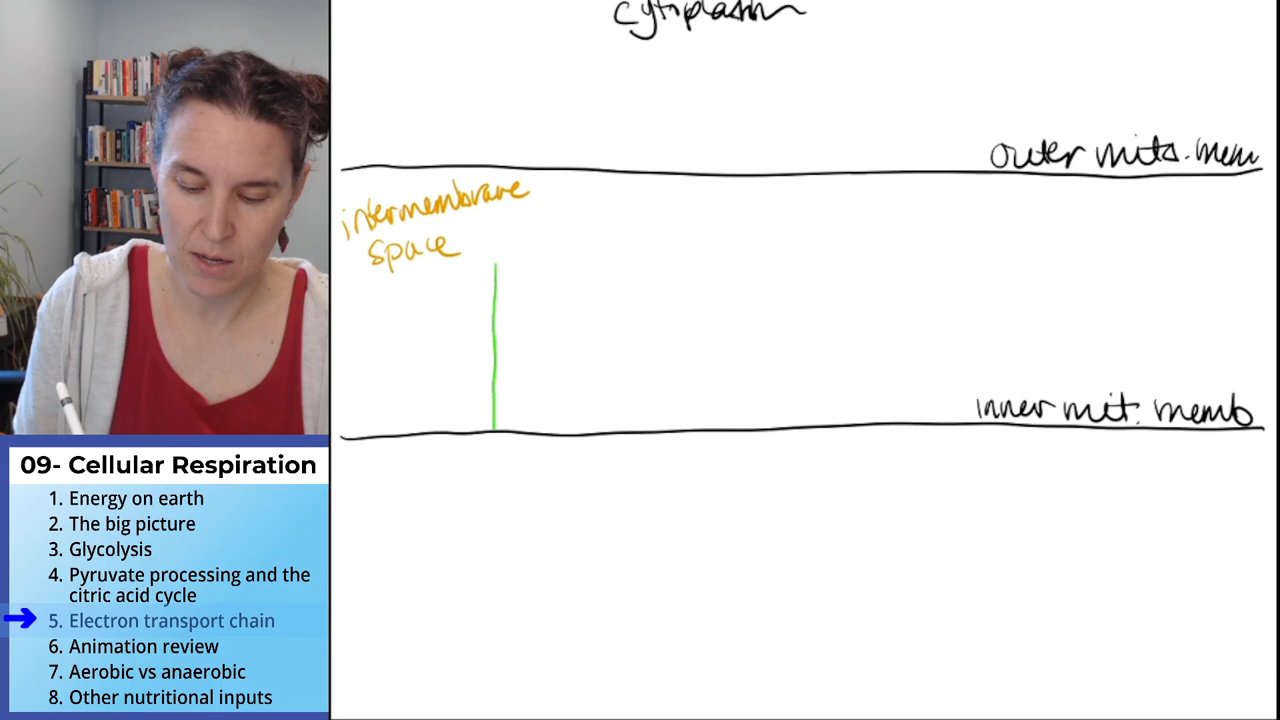 cytoplasm
outer mito. mem
intermembrane
space
inner mit. memb
09- Cellular Respiration
1. Energy on earth
2. The big picture
3. Glycolysis
4. Pyruvate processing and the
citric acid cycle
5. Electron transport chain
6. Animation review
7. Aerobic vs anaerobic
8. Other nutritional inputs